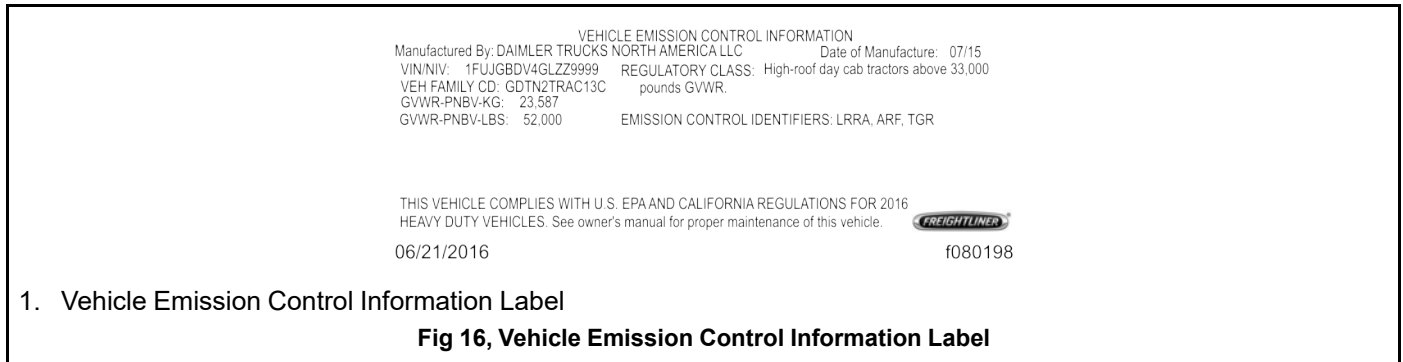 VEHICLE EMISSION CONTROL INFORMATION
Manufactured By: DAIMLER TRUCKS NORTH AMERICA LLC Date of Manufacture: 07/15
VIN/NIV: 1FUJGBDV4GLZZ9999 REGULATORY CLASS: High-roof day cab tractors above 33,000
VEH FAMILY CD: GDTN2TRAC13C pounds GVWR.
GVWR-PNBV-KG: 23,587
GVWR-PNBV-LBS: 52,000 EMISSION CONTROL IDENTIFIERS: LRRA, ARF, TGR
THIS VEHICLE COMPLIES WITH U.S. EPA AND CALIFORNIA REGULATIONS FOR 2016
HEAVY DUTY VEHICLES. See owner's manual for proper maintenance of this vehicle. FREIGHTLINER
06/21/2016 f080198
1. Vehicle Emission Control Information Label
Fig 16, Vehicle Emission Control Information Label